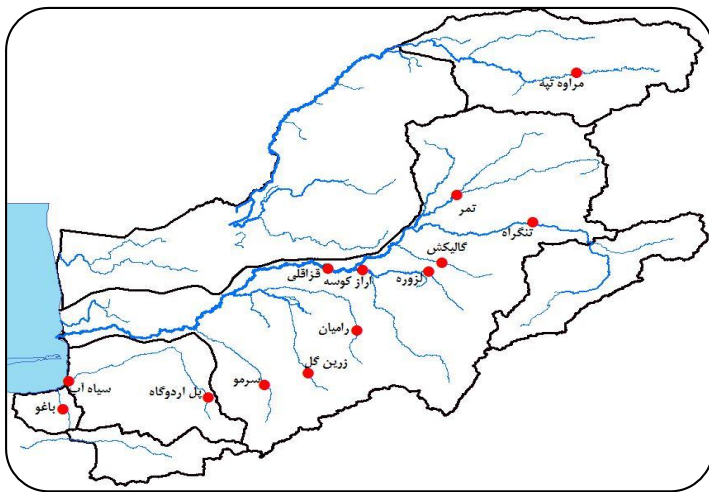 مراوه تپه
تمر
تنگراه
گالیکش
لزوره
قزاقلی
اراز کوسه
رامیان
زرین گل
سرمو
پل اردوگاه
سیاه آب
باغو